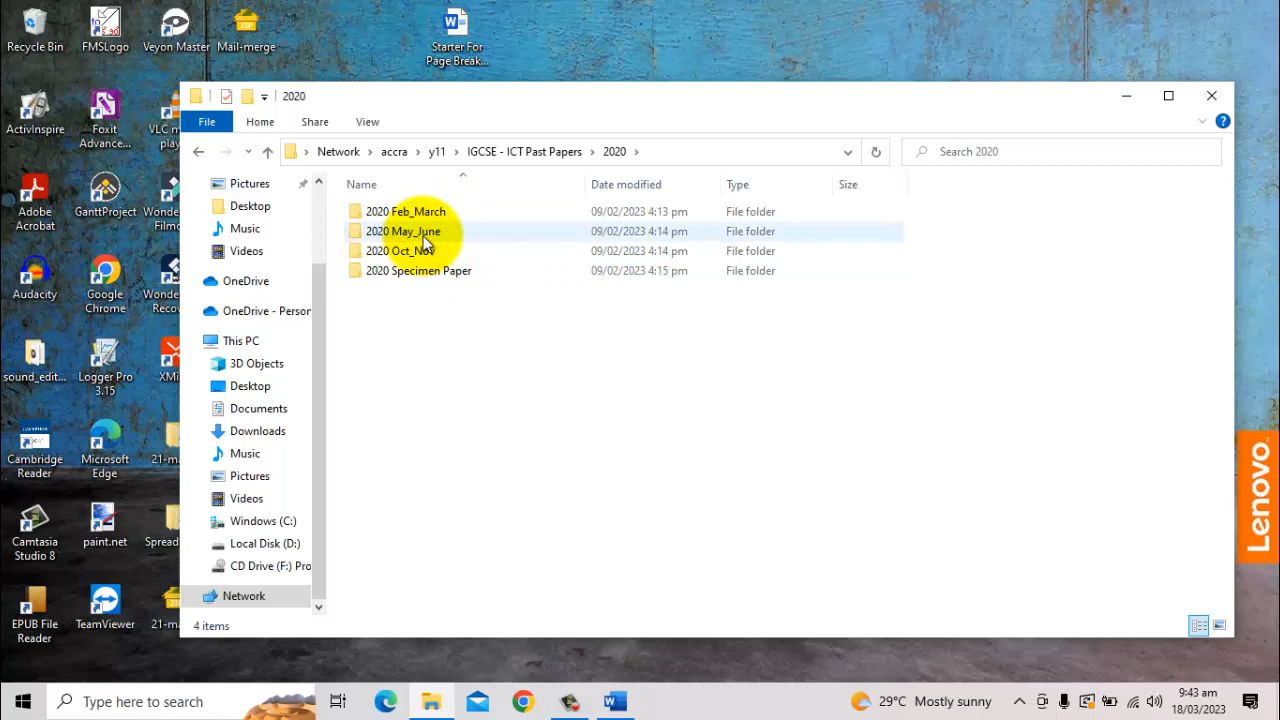 Recycle Bin
FMSLogo
Veyon Master
Mail-merge
Starter For
Page Break...
2020
File
Home
Share
View
Network
accra
y11
IGCSE - ICT Past Papers
2020
Search 2020
Name
Date modified
Type
Size
2020 Feb_March 09/02/2023 4:13 pm File folder
2020 May_June 09/02/2023 4:14 pm File folder
2020 Oct_Nov 09/02/2023 4:14 pm File folder
2020 Specimen Paper 09/02/2023 4:15 pm File folder
Pictures
Desktop
Music
Videos
OneDrive
OneDrive - Person
This PC
3D Objects
Desktop
Documents
Downloads
Music
Pictures
Videos
Windows (C:)
Local Disk (D:)
CD Drive (F:) Pro
Network
4 items
ActivInspire
Foxit
Advance...
VLC m
play
Adobe
Acrobat
GanttProject
Wonde
Audacity
Google
Chrome
Wonde
Recov
sound_edit...
Logger Pro
3.15
XMi
Cambridge
Reader
Microsoft
Edge
21-ma
Camtasia
Studio 8
paint.net
Spread
EPUB File
Reader
TeamViewer
21-ma
Lenovo
Type here to search
29°C Mostly sunny
9:43 am
18/03/2023